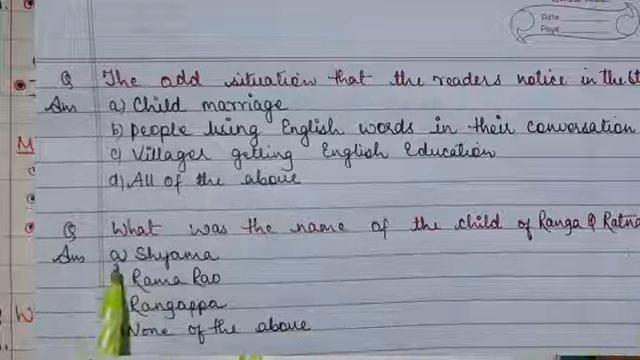 Date
Page
Q The add situation that the readers notice in the
Ans a) Child marriage
b) People using English words in their conversation
c) Villager getting English Education
d) All of the above
M
Q What was the name of the child of Ranga & Ratna
Ans a) Shyama
Rama Rao
Rangappa
W
None of the above